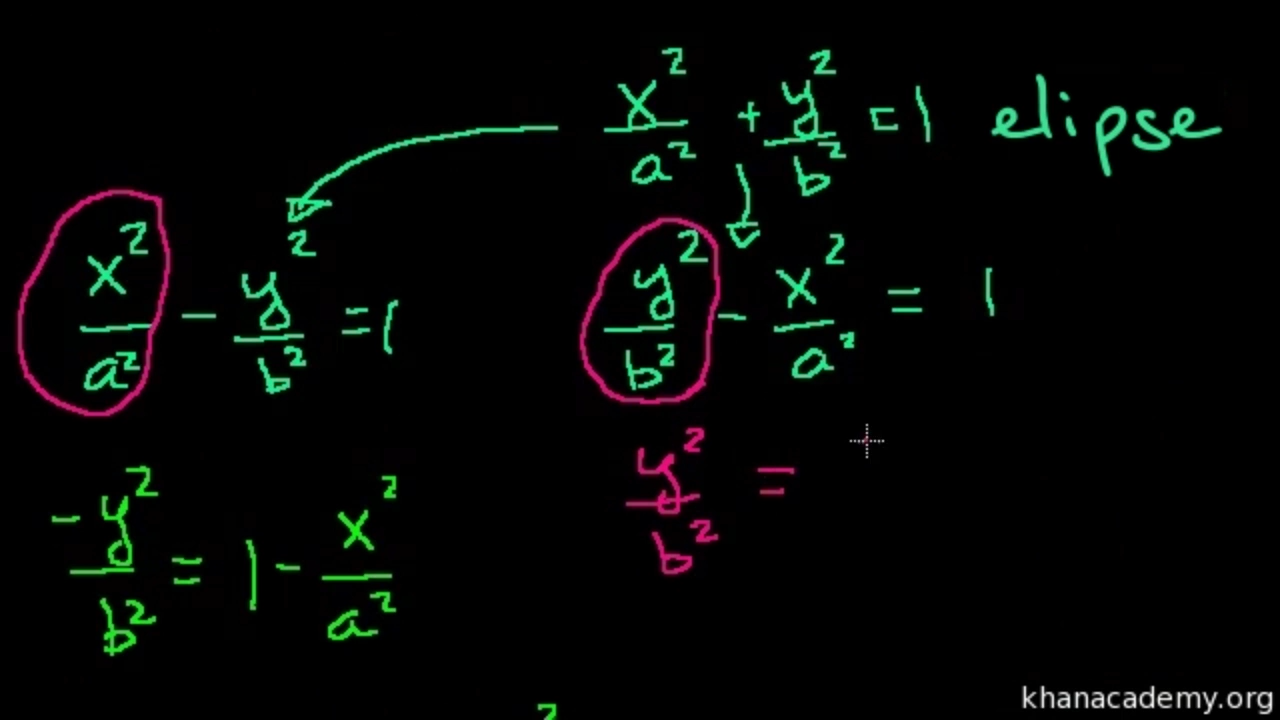 x²/a² + y²/b² = 1 elipse
x²/a² - y²/b² = 1
y²/b² - x²/a² = 1
y²/b² =
-y²/b² = 1 - x²/a²
2
khanacademy.org